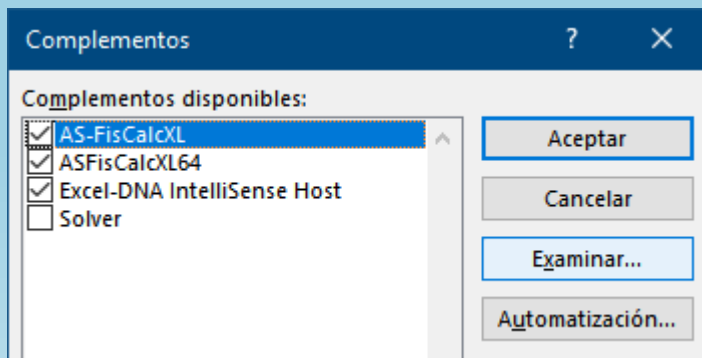 Complementos
?
Complementos disponibles:
AS-FisCalcXL
ASFisCalcXL64
Excel-DNA IntelliSense Host
Solver
Aceptar
Cancelar
Examinar...
Automatización...